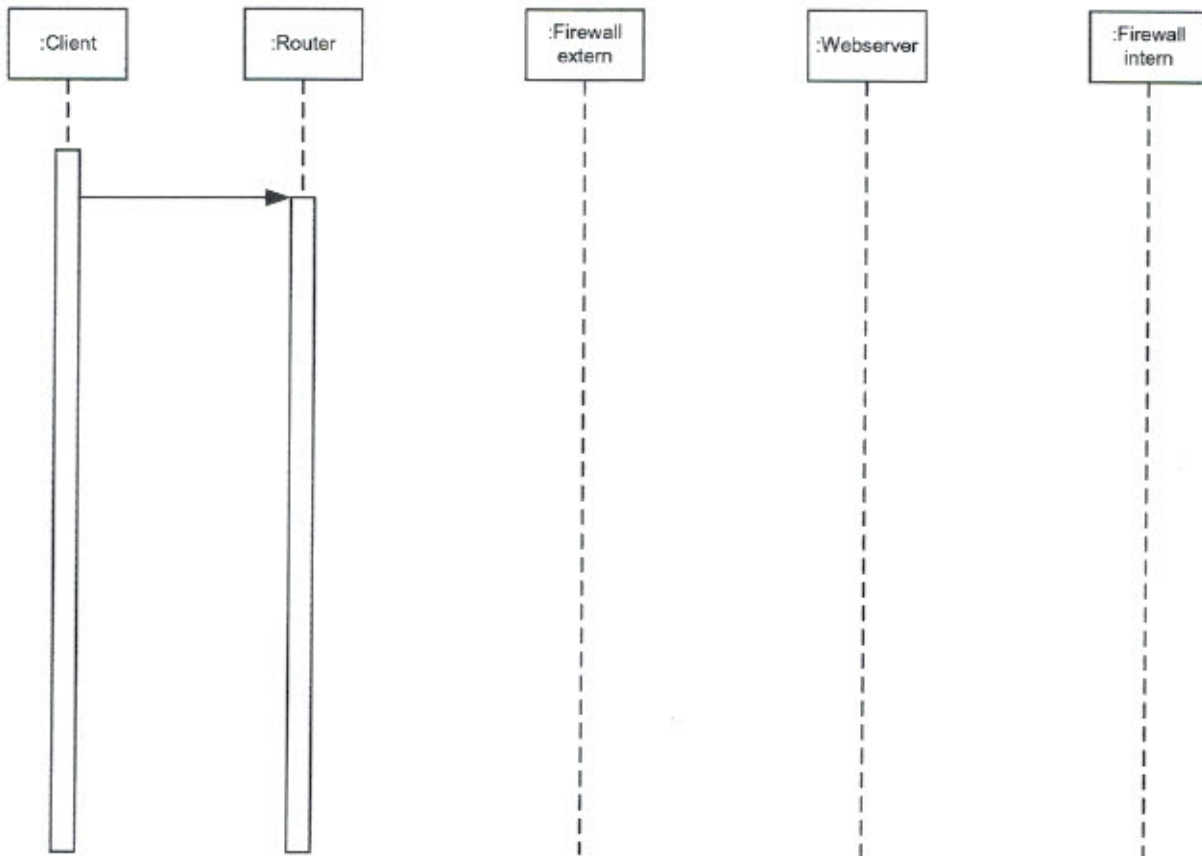 :Client
:Router
:Firewall
extern
:Webserver
:Firewall
intern